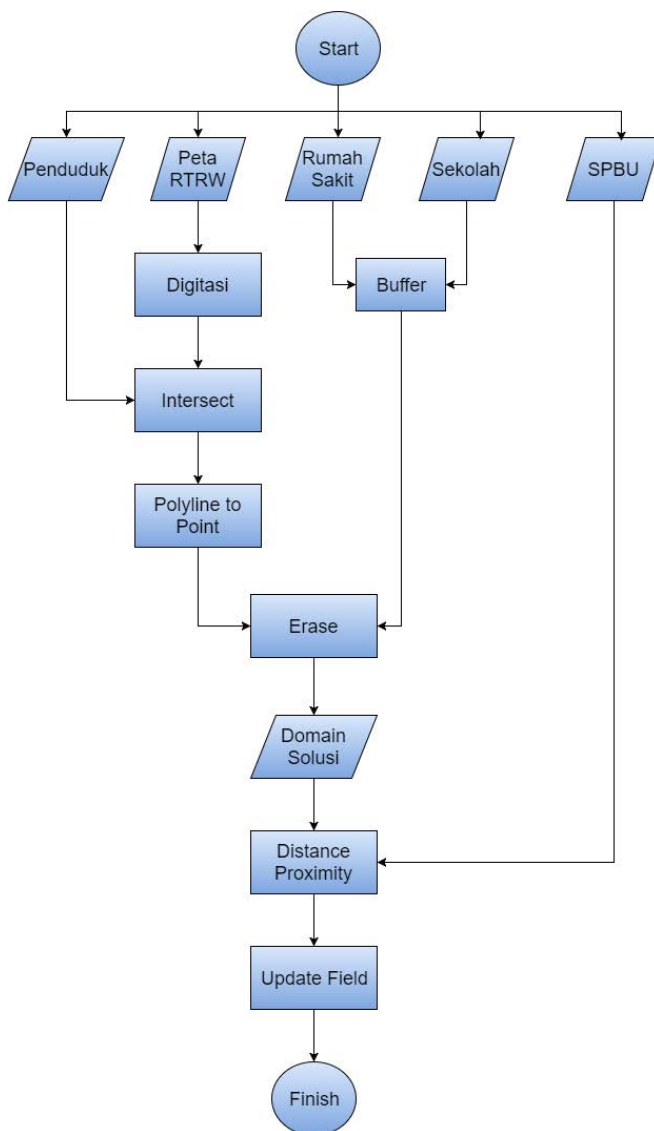 Start
Penduduk
Peta
RTRW
Rumah
Sakit
Sekolah
SPBU
Digitasi
Buffer
Intersect
Polyline to
Point
Erase
Domain
Solusi
Distance
Proximity
Update Field
Finish